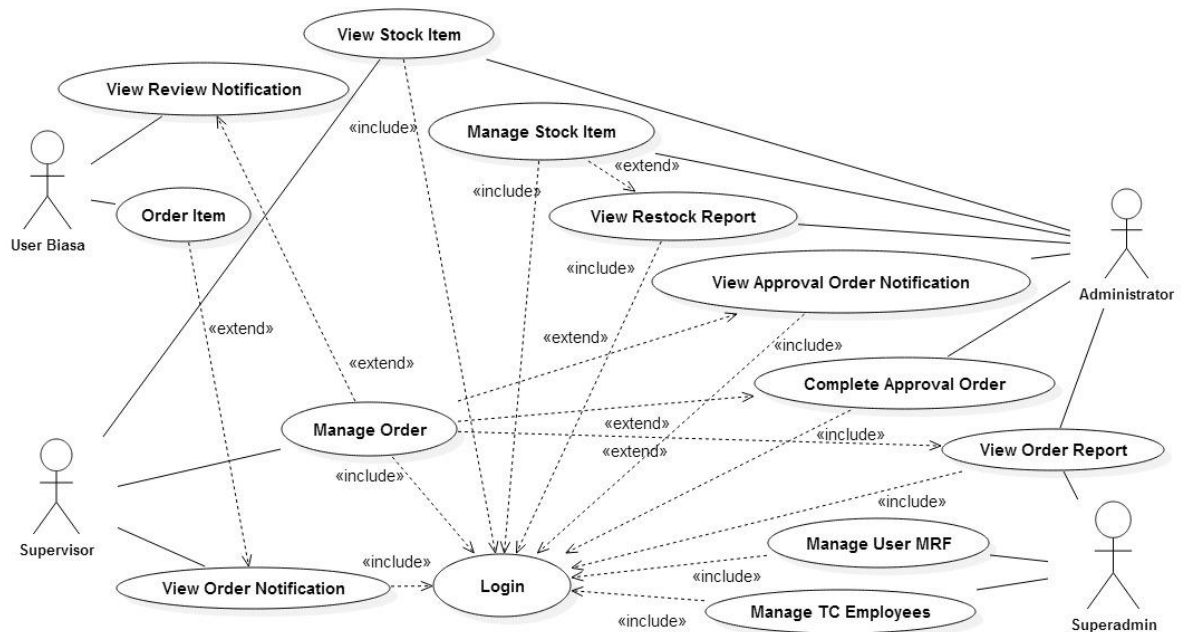 View Stock Item
View Review Notification
«include»
Manage Stock Item
«extend»
«include»
Order Item
View Restock Report
User Biasa
«include»
View Approval Order Notification
Administrator
«extend»
«extend»
«include»
«extend»
Complete Approval Order
Manage Order
«extend»
«include»
«extend»
View Order Report
«include»
«include»
Supervisor
Manage User MRF
«include»
«include»
View Order Notification
Login
Manage TC Employees
«include»
Superadmin